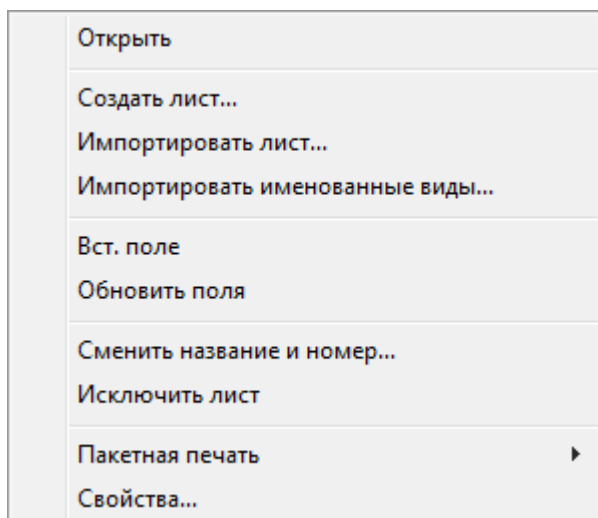 Открыть
Создать лист...
Импортировать лист...
Импортировать именованные виды...
Вст. поле
Обновить поля
Сменить название и номер...
Исключить лист
Пакетная печать
Свойства...